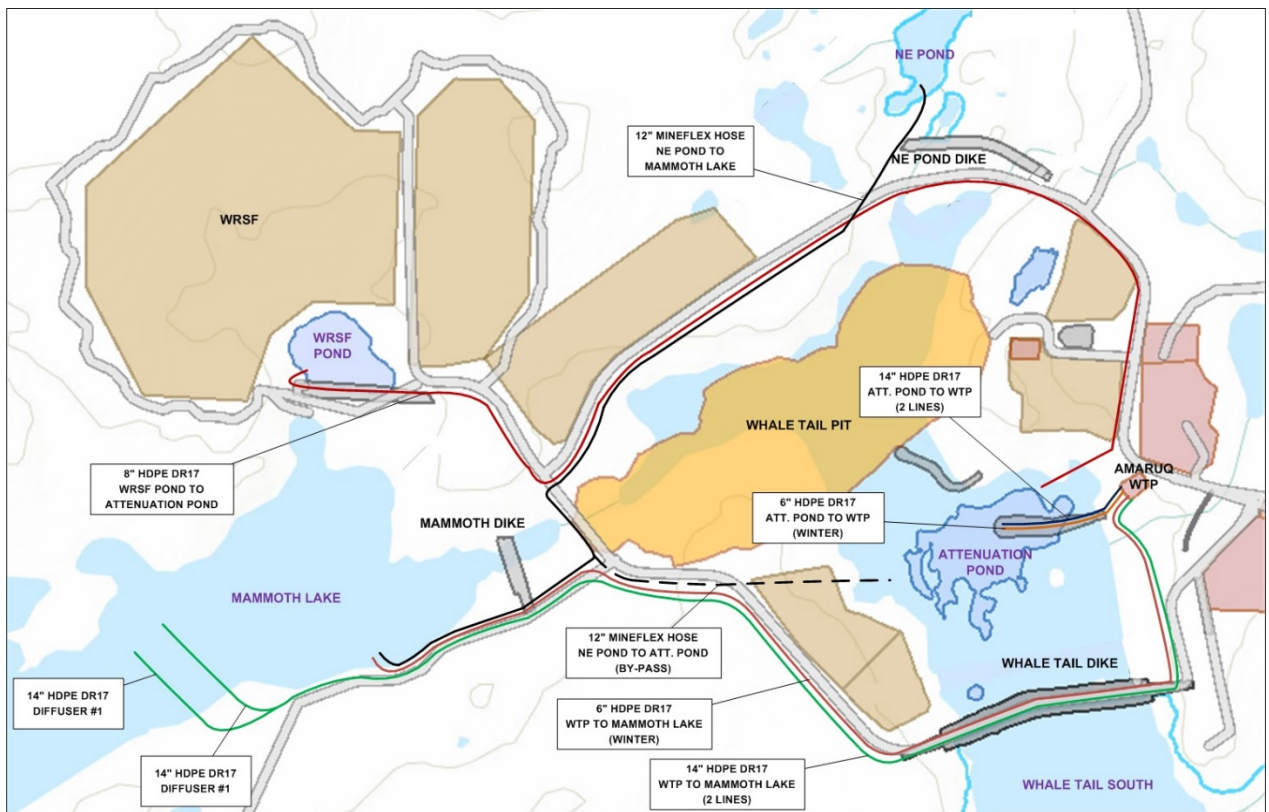 NE POND
12" MINEFLEX HOSE
NE POND TO
MAMMOTH LAKE
NE POND DIKE
WRSF
WRSF
POND
14" HDPE DR17
ATT. POND TO WTP
(2 LINES)
WHALE TAIL PIT
8" HDPE DR17
WRSF POND TO
ATTENUATION POND
AMARUQ
WTP
6" HDPE DR17
ATT. POND TO WTP
(WINTER)
MAMMOTH DIKE
ATTENUATION
POND
MAMMOTH LAKE
12" MINEFLEX HOSE
NE POND TO ATT. POND
(BY-PASS)
WHALE TAIL DIKE
14" HDPE DR17
DIFFUSER #1
6" HDPE DR17
WTP TO MAMMOTH LAKE
(WINTER)
14" HDPE DR17
DIFFUSER #1
14" HDPE DR17
WTP TO MAMMOTH LAKE
(2 LINES)
WHALE TAIL SOUTH